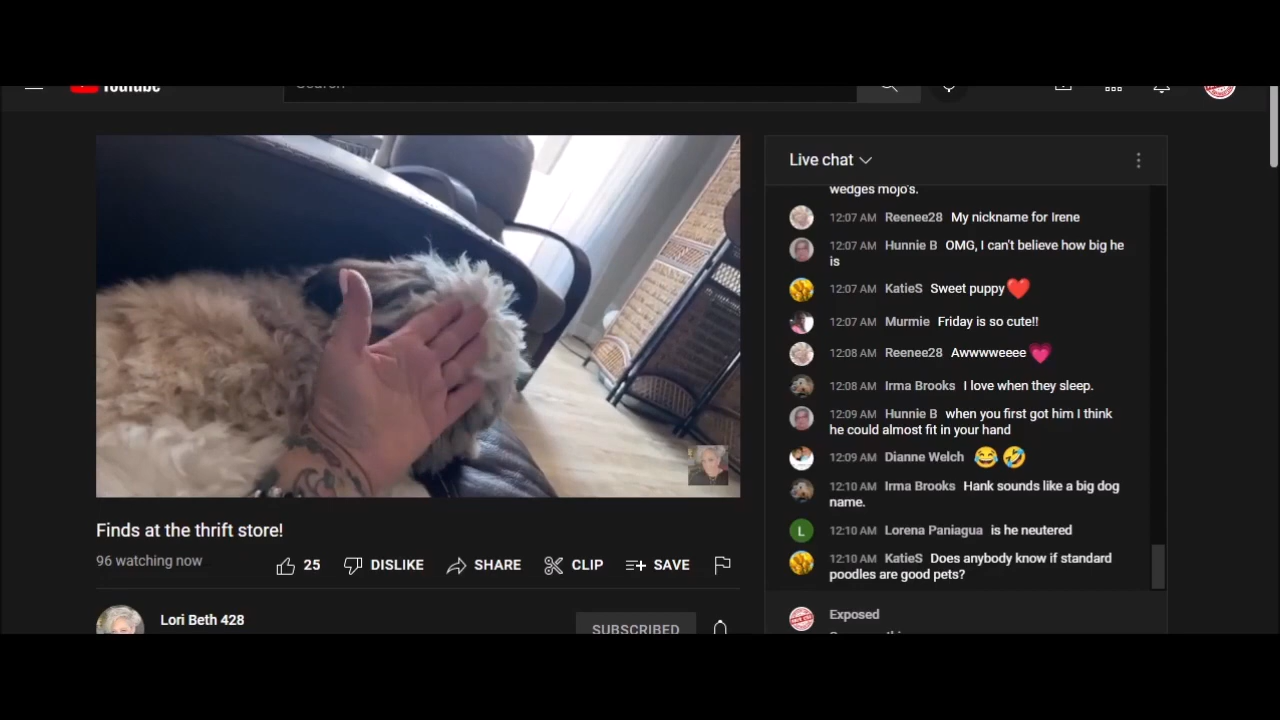 YouTube
Search
Live chat
wedges mojo's.
12:07 AM Reenee28 My nickname for Irene
12:07 AM Hunnie B OMG, I can't believe how big he
is
12:07 AM KatieS Sweet puppy❤️
12:07 AM Murmie Friday is so cute!!
12:08 AM Reenee28 Awwwweeee💗
12:08 AM Irma Brooks I love when they sleep.
12:09 AM Hunnie B when you first got him I think
he could almost fit in your hand
12:09 AM Dianne Welch 😂🤣
12:10 AM Irma Brooks Hank sounds like a big dog
name.
L 12:10 AM Lorena Paniagua is he neutered
12:10 AM KatieS Does anybody know if standard
poodles are good pets?
Exposed
Finds at the thrift store!
96 watching now
25 DISLIKE SHARE CLIP SAVE
Lori Beth 428
SUBSCRIBED